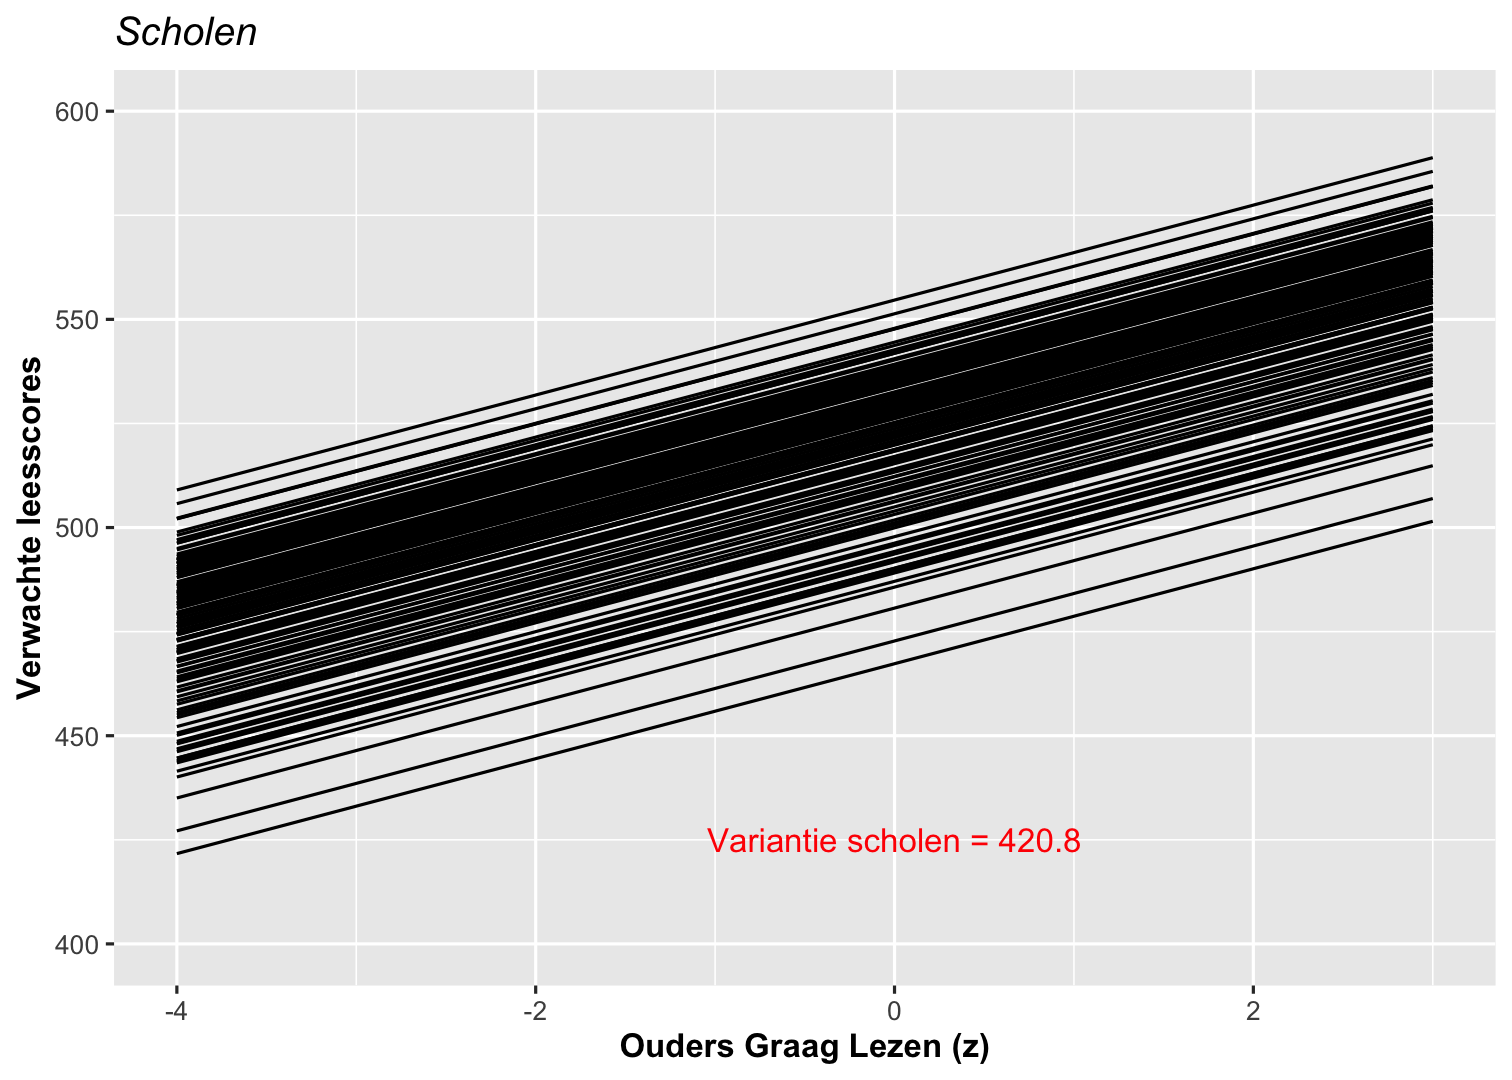 Scholen
600
550
500
450
400
Verwachte leesscores
Variantie scholen = 420.8
-4
-2
0
2
Ouders Graag Lezen (z)